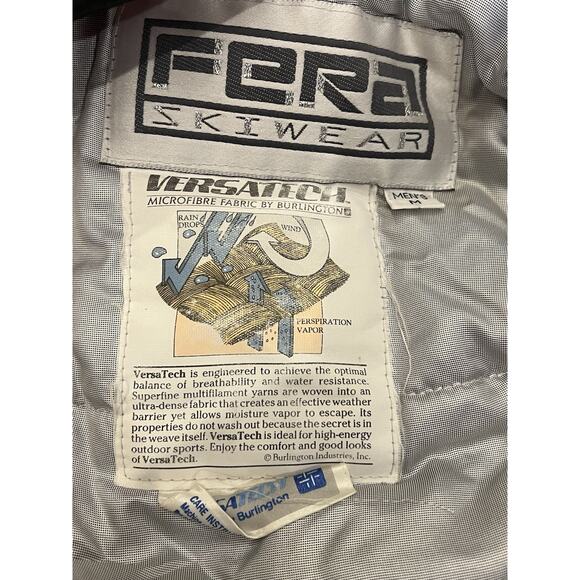 FERA
SKIWEAR
MEN'S
M
VERSATECH
MICROFIBRE FABRIC BY BURLINGTON
RAIN
DROPS
WIND
PERSPIRATION
VAPOR
VersaTech is engineered to achieve the optimal
balance of breathability and water resistance.
Superfine multifilament yarns are woven into an
ultra-dense fabric that creates an effective weather
barrier yet allows moisture vapor to escape. Its
properties do not wash out because the secret is in
the weave itself. VersaTech is ideal for high-energy
outdoor sports. Enjoy the comfort and good looks
of VersaTech.
© Burlington Industries, Inc.
Burlington
CARE INST
Machine